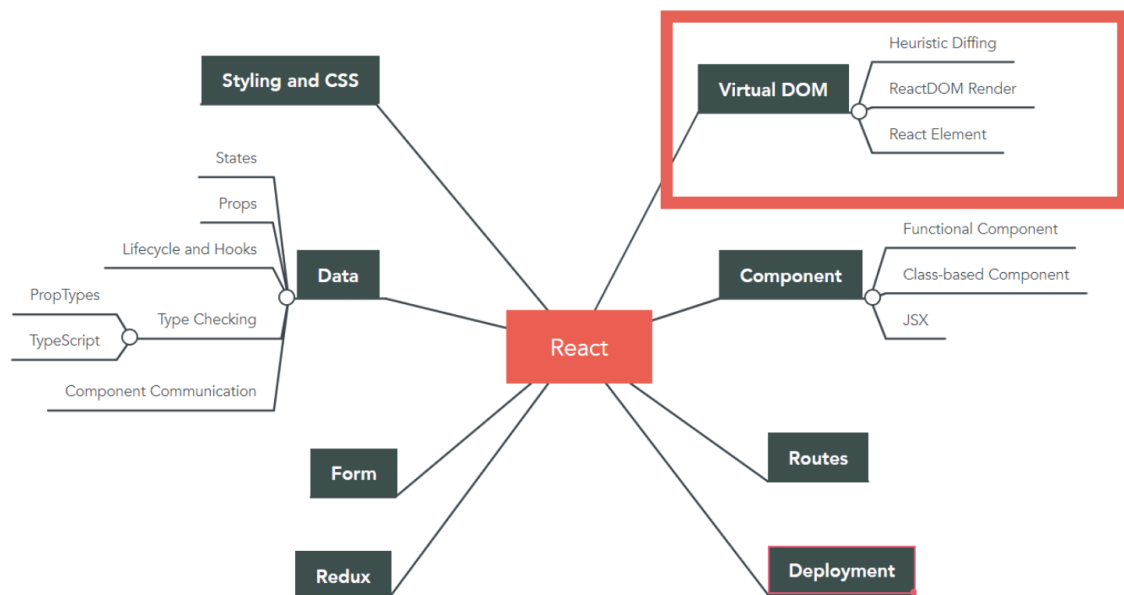 Styling and CSS
States
Props
Lifecycle and Hooks
Data
PropTypes
Type Checking
TypeScript
Component Communication
Form
Redux
React
Virtual DOM
Heuristic Diffing
ReactDOM Render
React Element
Component
Functional Component
Class-based Component
JSX
Routes
Deployment